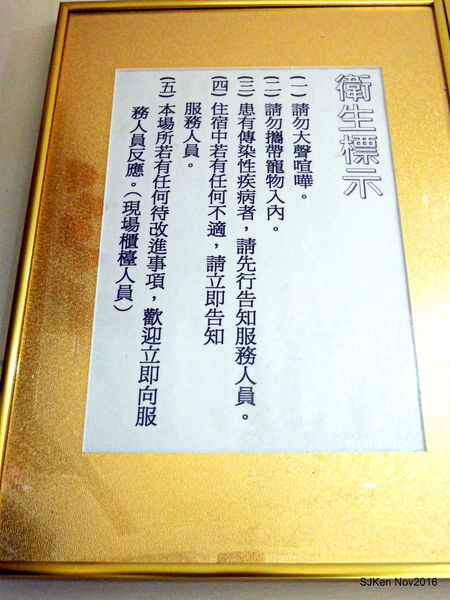 衛生標示
(一) 請勿大聲喧嘩。
(二) 請勿攜帶寵物入內。
(三) 患有傳染性疾病者，請先行告知服務人員。
(四) 住宿中若有任何不適，請立即告知
服務人員。
(五) 本場所若有任何待改進事項，歡迎立即向服
務人員反應。(現場櫃檯人員)
SJKen Nov2016